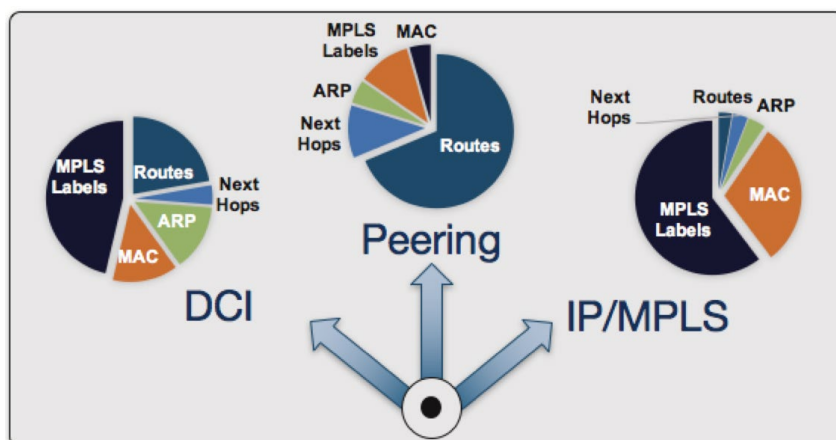 MPLS
Labels
Routes
Next
Hops
ARP
MAC
DCI
MPLS
Labels
MAC
ARP
Next
Hops
Routes
Peering
Next
Hops
Routes
ARP
MAC
MPLS
Labels
IP/MPLS